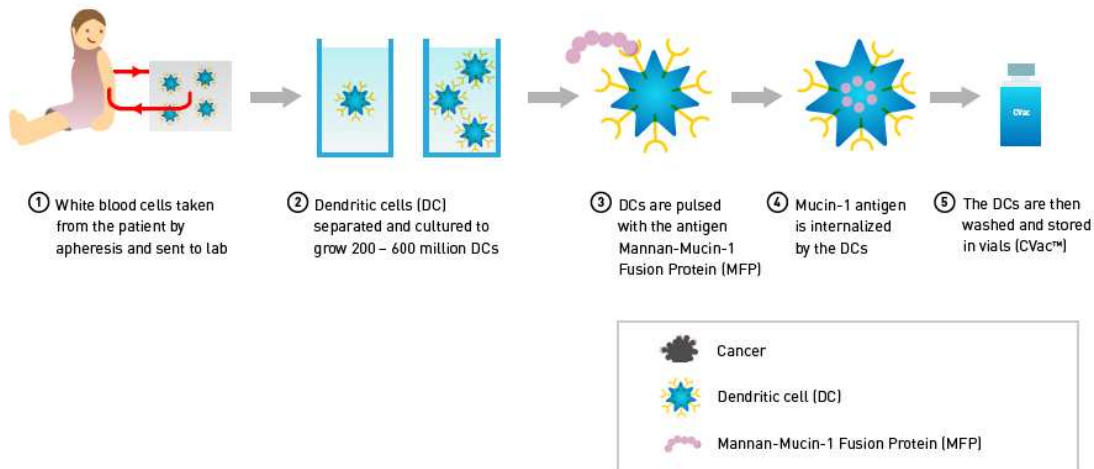 CVac
1 White blood cells taken
from the patient by
apheresis and sent to lab
2 Dendritic cells (DC)
separated and cultured to
grow 200 – 600 million DCs
3 DCs are pulsed
with the antigen
Mannan-Mucin-1
Fusion Protein (MFP)
4 Mucin-1 antigen
is internalized
by the DCs
5 The DCs are then
washed and stored
in vials (CVac™)
Cancer
Dendritic cell (DC)
Mannan-Mucin-1 Fusion Protein (MFP)